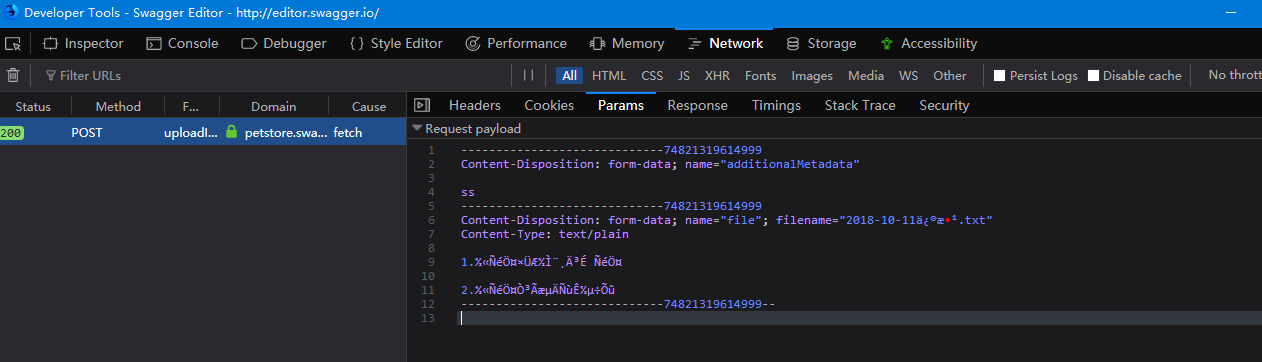 Developer Tools - Swagger Editor - http://editor.swagger.io/
Inspector Console Debugger { } Style Editor Performance Memory Network Storage Accessibility
Filter URLs All HTML CSS JS XHR Fonts Images Media WS Other Persist Logs Disable cache No thrott
Status Method F... Domain Cause Headers Cookies Params Response Timings Stack Trace Security
200 POST uploadI... petstore.swa... fetch
Request payload
1 -----------------------------74821319614999
2 Content-Disposition: form-data; name="additionalMetadata"
3
4 ss
5 -----------------------------74821319614999
6 Content-Disposition: form-data; name="file"; filename="2018-10-11ä¿®æ•¹.txt"
7 Content-Type: text/plain
8
9 1.½«ÑéÖ¤×ÜÆ½Ì¨¸Ä³É ÑéÖ¤
10
11 2.½«ÑéÖ¤Ò³ÃæµÄÑùÊ½µ÷Õû
12 -----------------------------74821319614999--
13